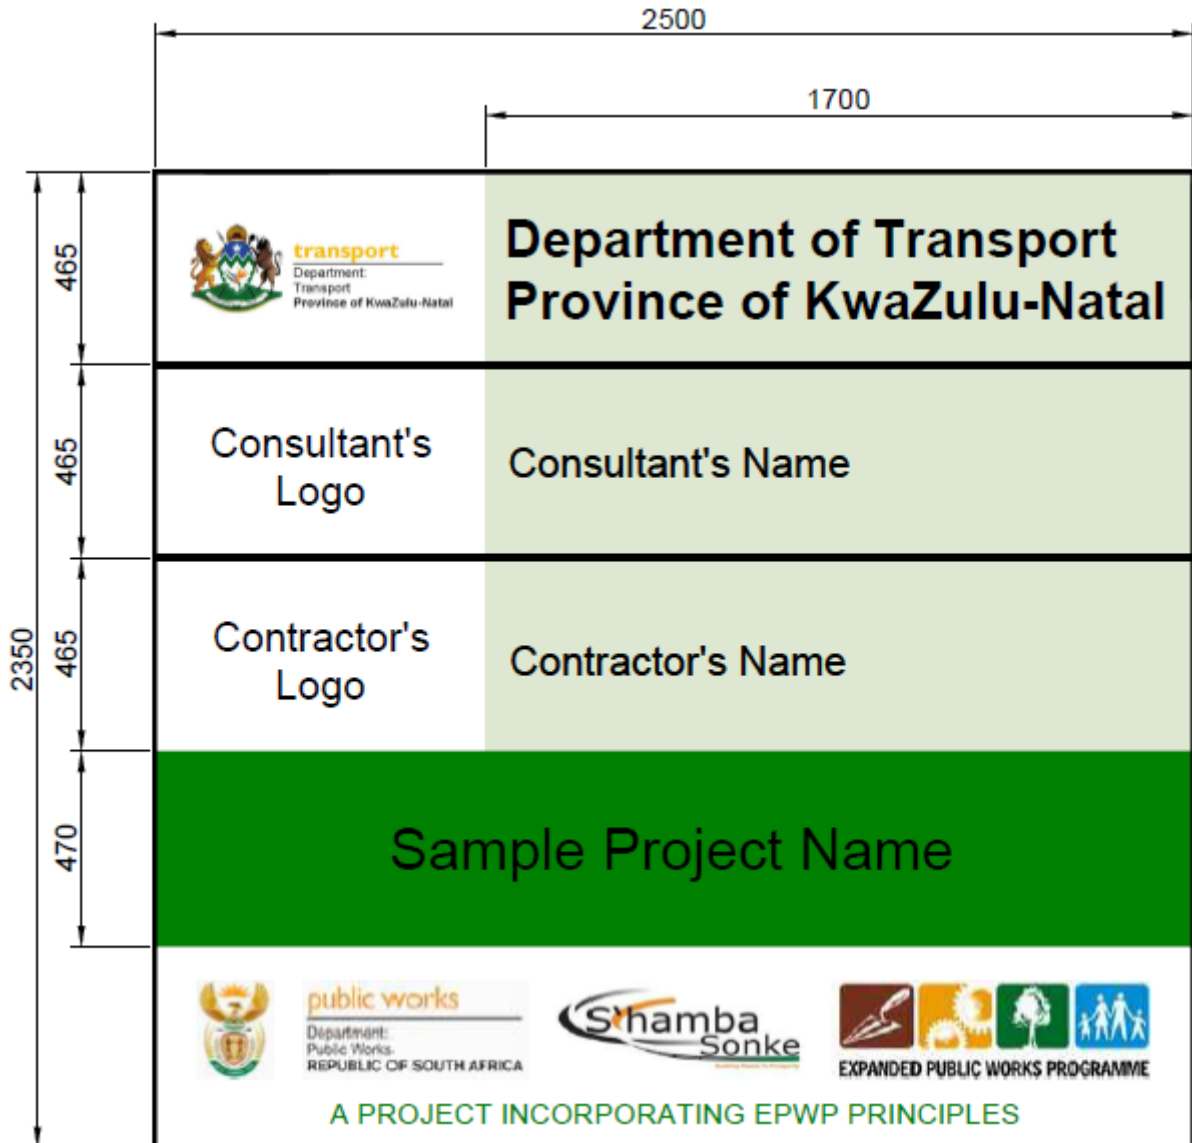 2500
1700
465
transport
Department:
Transport
Province of KwaZulu-Natal
Department of Transport
Province of KwaZulu-Natal
465
Consultant's
Logo
Consultant's Name
2350
465
Contractor's
Logo
Contractor's Name
470
Sample Project Name
public works
Department:
Public Works
REPUBLIC OF SOUTH AFRICA
S'hamba
Sonke
EXPANDED PUBLIC WORKS PROGRAMME
A PROJECT INCORPORATING EPWP PRINCIPLES